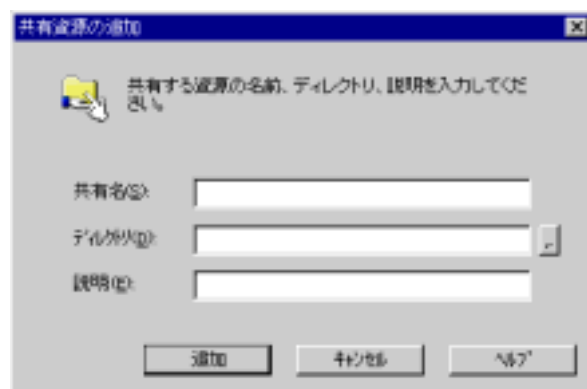 共有資源の追加
共有する資源の名前、ディレクトリ、説明を入力してくだ
さい。
共有名(S):
ディレクトリ(D):
説明(E):
追加
キャンセル
ヘルプ